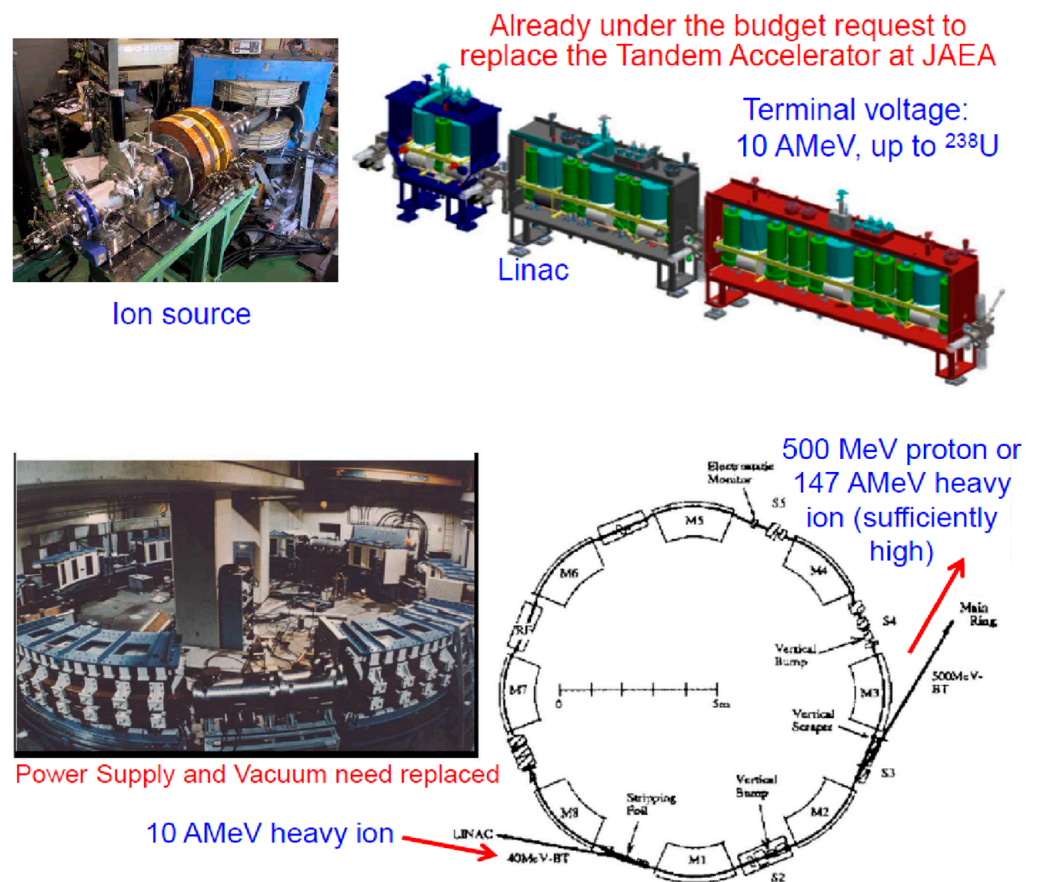 Already under the budget request to
replace the Tandem Accelerator at JAEA
Terminal voltage:
10 AMeV, up to ²³⁸U
Linac
Ion source
500 MeV proton or
147 AMeV heavy
ion (sufficiently
high)
Electrostatic
Monitor
S5
M5
M6
M4
S4
Main
Ring
RF
Vertical
Bump
500MeV-
BT
M7
0
5m
M3
Vertical
Scraper
S3
Power Supply and Vacuum need replaced
Stripping
Foil
Vertical
Bump
M8
M2
10 AMeV heavy ion
LINAC
40MeV-BT
M1
S2